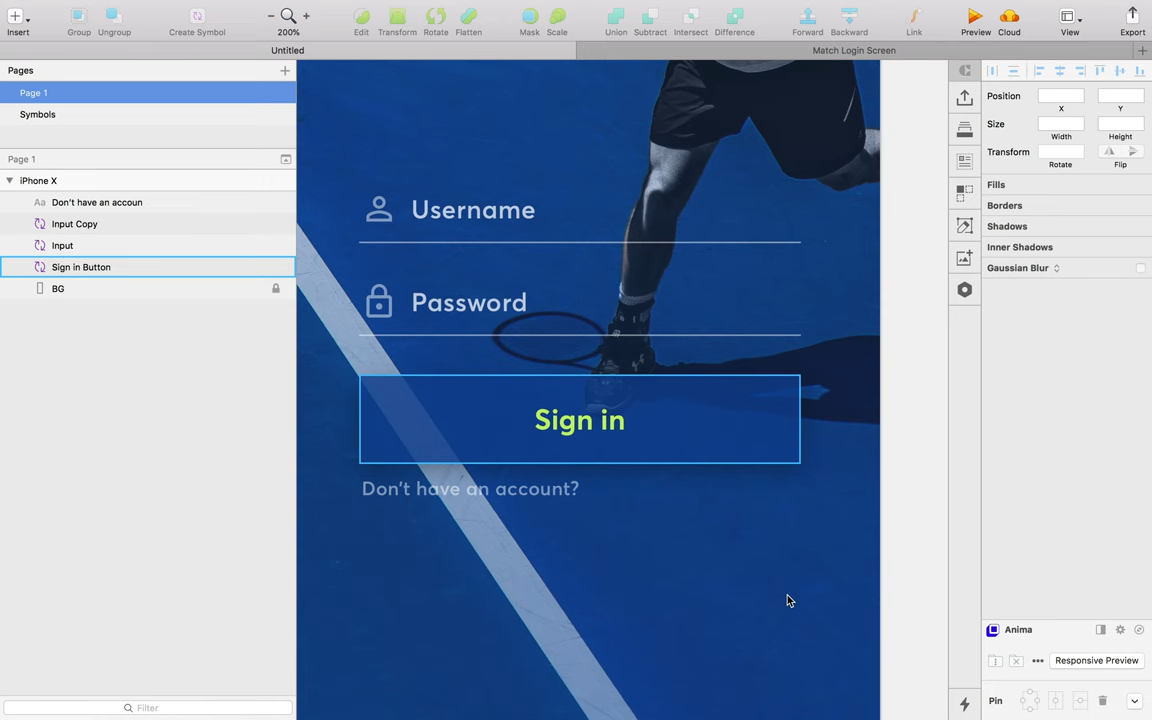 Insert
Group
Ungroup
Create Symbol
200%
Edit
Transform
Rotate
Flatten
Mask
Scale
Union
Subtract
Intersect
Difference
Forward
Backward
Link
Preview
Cloud
View
Export
Untitled
Match Login Screen
Pages
Page 1
Symbols
Page 1
iPhone X
Aa Don't have an accoun
Input Copy
Input
Sign in Button
BG
Filter
Username
Password
Sign in
Don't have an account?
Position
X
Y
Size
Width
Height
Transform
Rotate
Flip
Fills
Borders
Shadows
Inner Shadows
Gaussian Blur
Anima
Responsive Preview
Pin